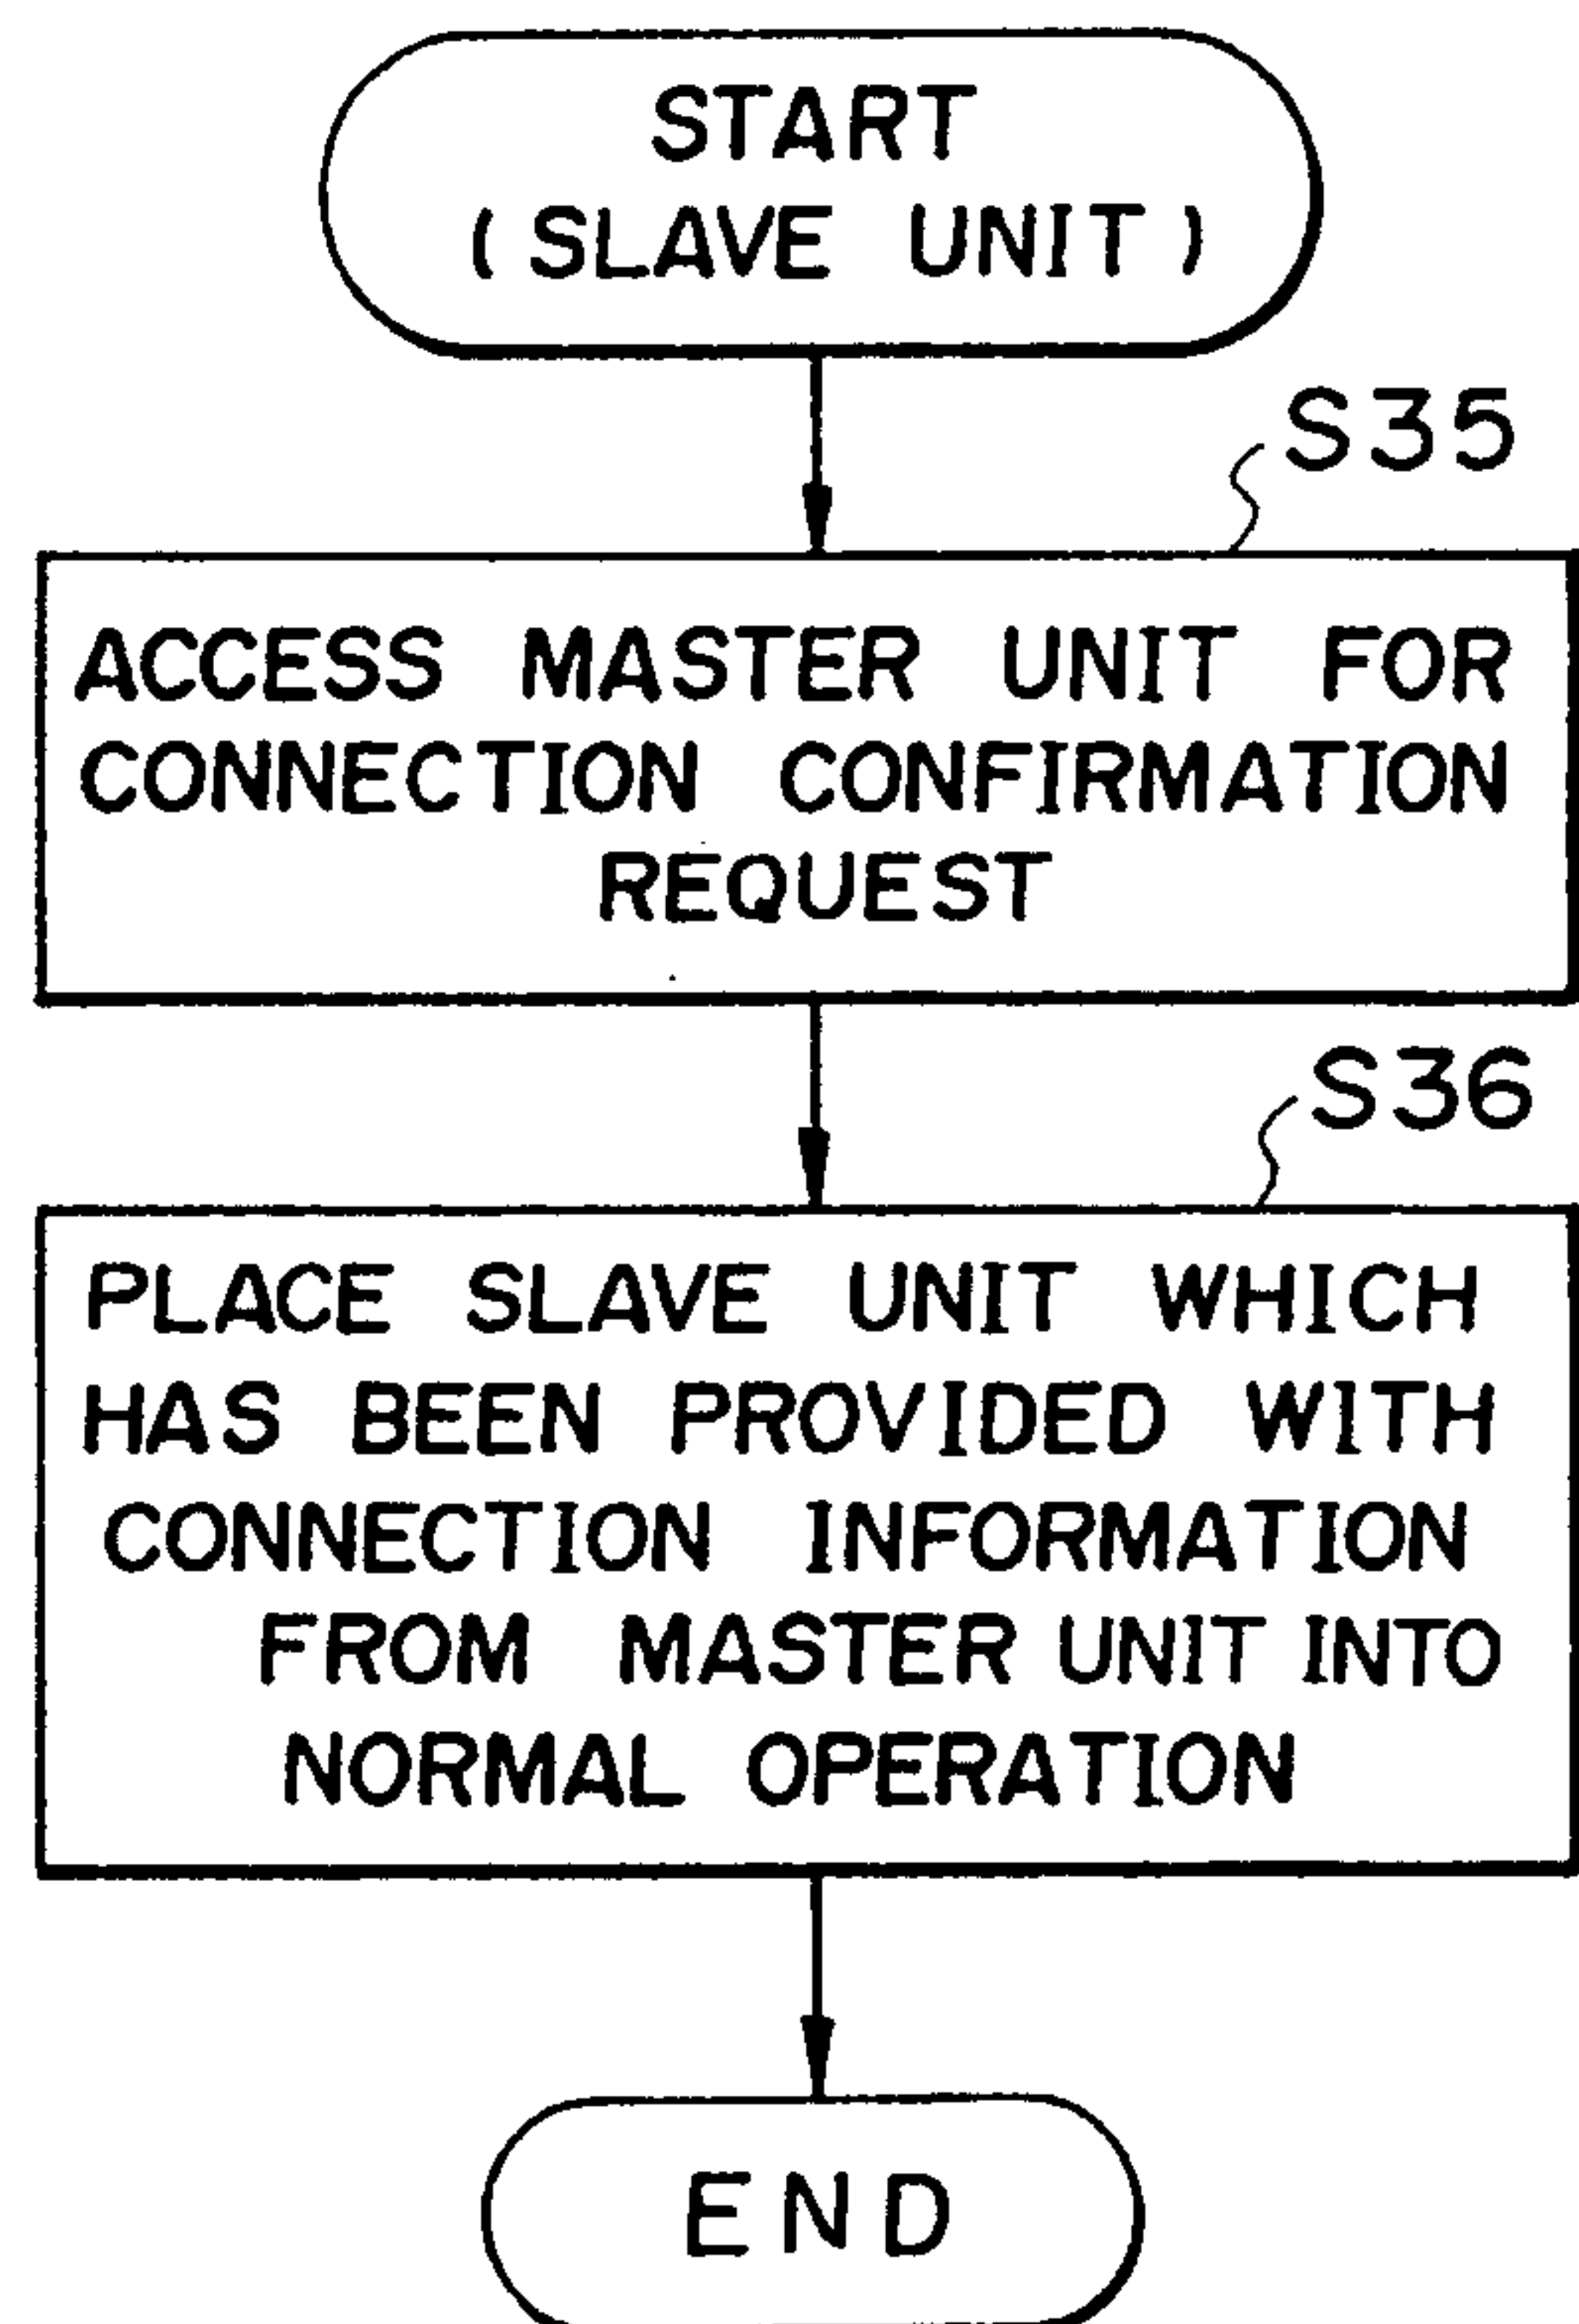 START
(SLAVE UNIT)
S35
ACCESS MASTER UNIT FOR
CONNECTION CONFIRMATION
REQUEST
S36
PLACE SLAVE UNIT WHICH
HAS BEEN PROVIDED WITH
CONNECTION INFORMATION
FROM MASTER UNIT INTO
NORMAL OPERATION
END